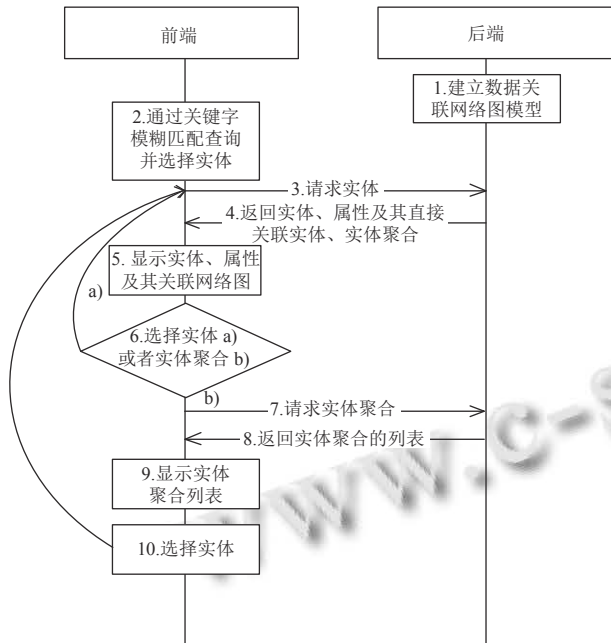 前端
后端
1.建立数据关
联网络图模型
2.通过关键字
模糊匹配查询
并选择实体
3.请求实体
4.返回实体、属性及其直接
关联实体、实体聚合
5. 显示实体、属性
及其关联网络图
a)
6.选择实体 a)
或者实体聚合 b)
b)
7.请求实体聚合
8.返回实体聚合的列表
9.显示实体
聚合列表
10.选择实体
www.c-s